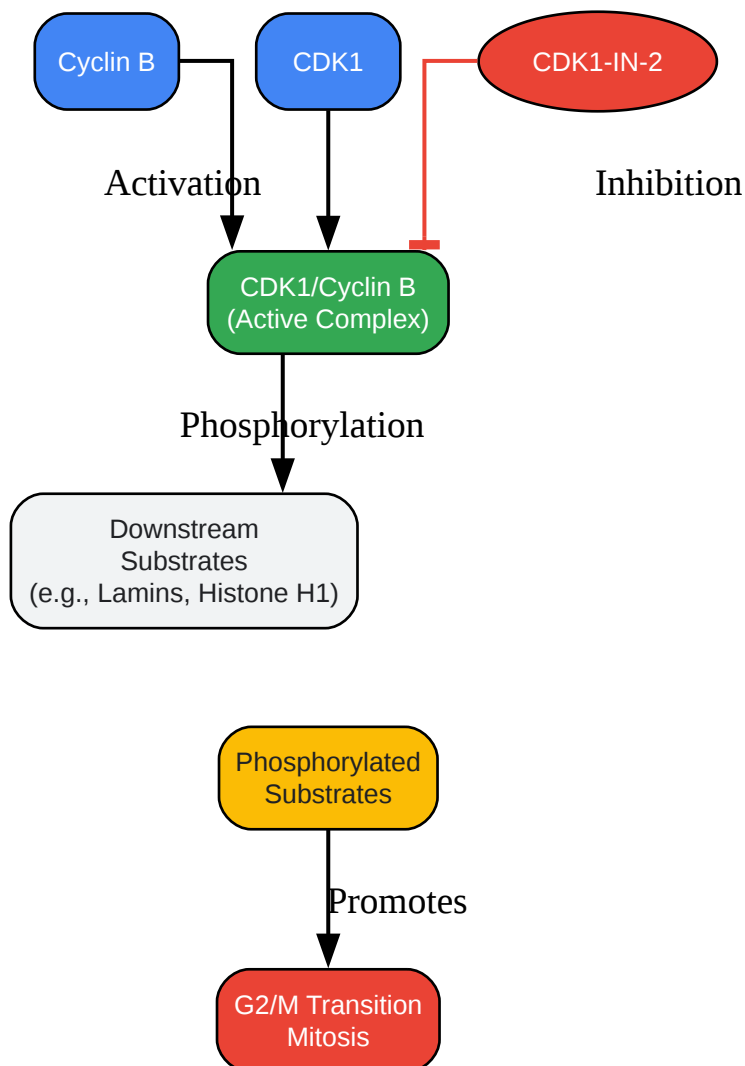 Cyclin B
CDK1
CDK1-IN-2
Activation
Inhibition
CDK1/Cyclin B
(Active Complex)
Phosphorylation
Downstream
Substrates
(e.g., Lamins, Histone H1)
Phosphorylated
Substrates
Promotes
G2/M Transition
Mitosis